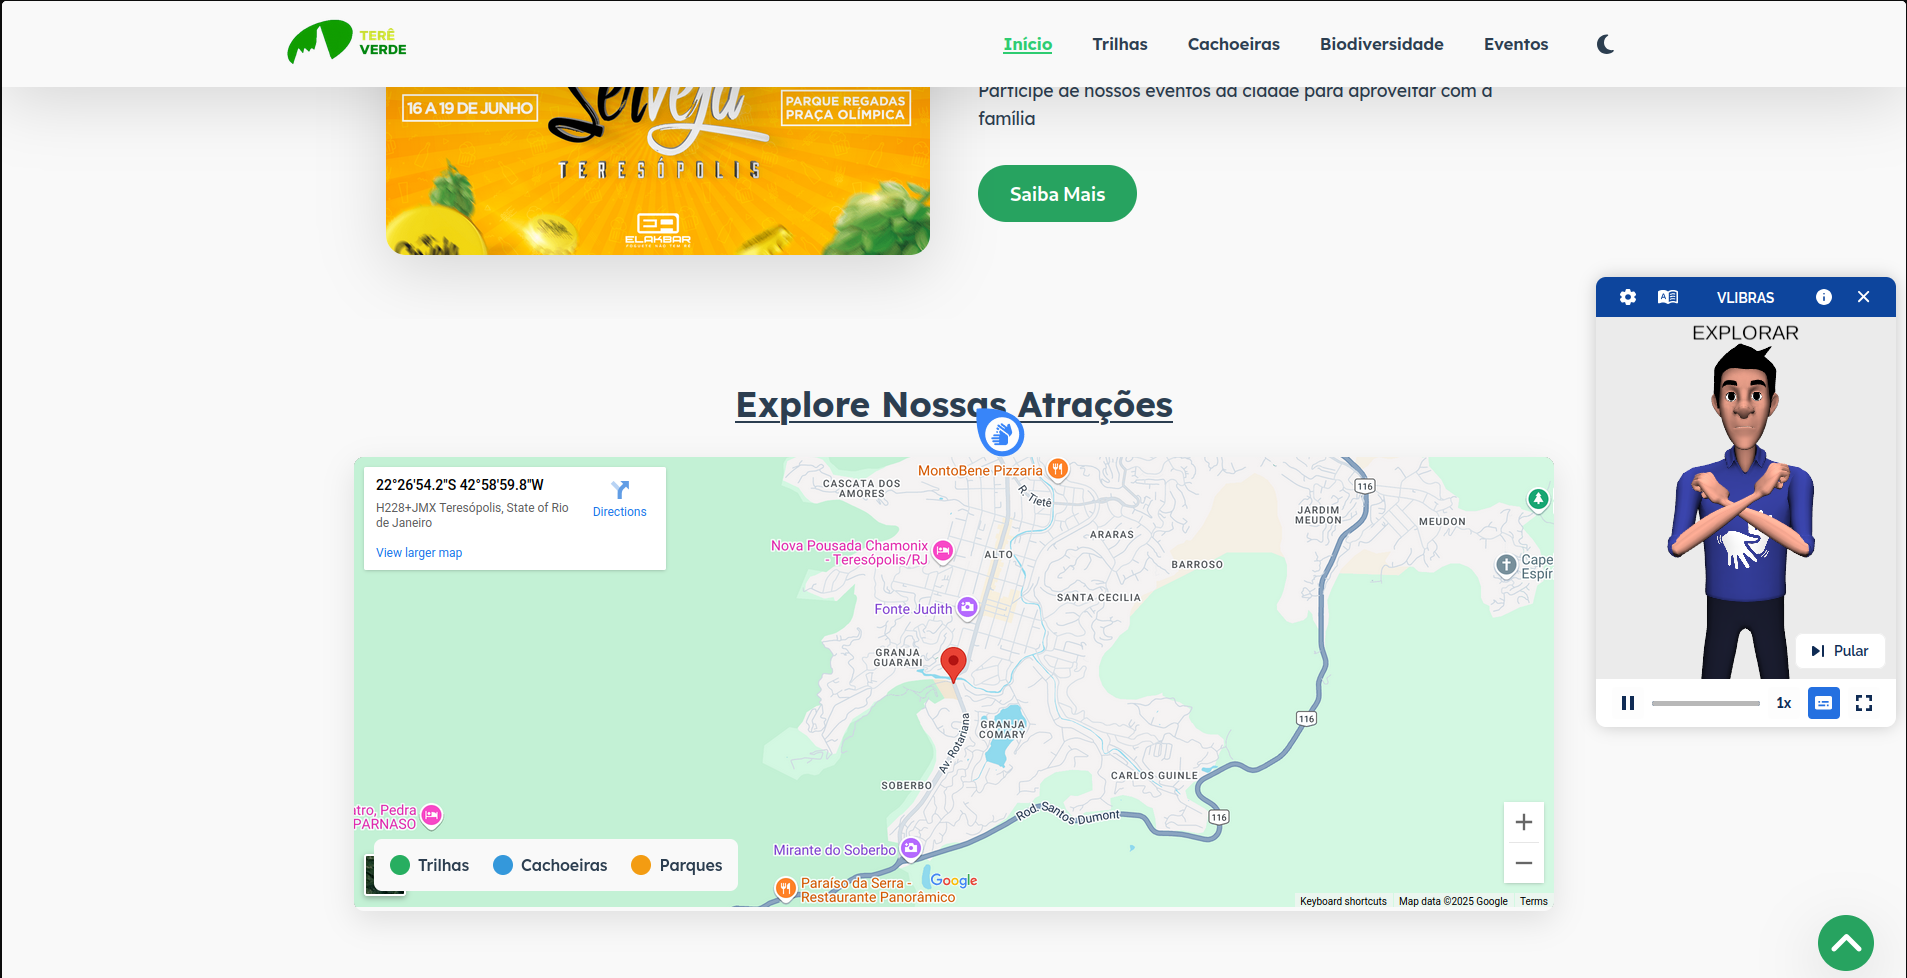 TERÊ
VERDE
Início
Trilhas
Cachoeiras
Biodiversidade
Eventos
16 A 19 DE JUNHO
Serveja
TERESÓPOLIS
PARQUE REGADAS
PRAÇA OLÍMPICA
ELAKBAR
Participe de nossos eventos da cidade para aproveitar com a
família
Saiba Mais
VLIBRAS
EXPLORAR
Pular
1x
Explore Nossas Atrações
22°26'54.2"S 42°58'59.8"W
H228+JMX Teresópolis, State of Rio
de Janeiro
Directions
View larger map
MontoBene Pizzaria
CASCATA DOS
AMORES
R. Tietê
116
JARDIM
MEUDON
MEUDON
ARARAS
Nova Pousada Chamonix
- Teresópolis/RJ
ALTO
BARROSO
Cape
Espír
SANTA CECILIA
Fonte Judith
GRANJA
GUARANI
116
GRANJA
COMARY
Av. Rotariana
CARLOS GUINLE
SOBERBO
Rod. Santos Dumont
116
ntro, Pedra
PARNASO
Mirante do Soberbo
Trilhas
Cachoeiras
Parques
Paraíso da Serra -
Restaurante Panorâmico
Google
Keyboard shortcuts
Map data ©2025 Google
Terms